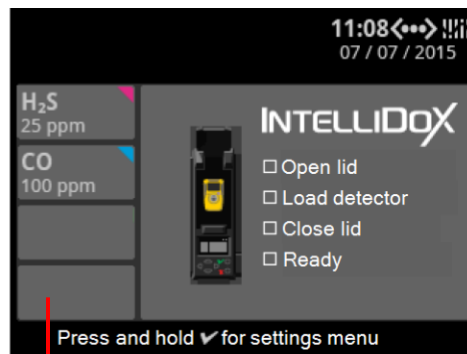 11:08
07 / 07 / 2015
H₂S
25 ppm
CO
100 ppm
INTELLIDOX
Open lid
Load detector
Close lid
Ready
Press and hold ✔ for settings menu